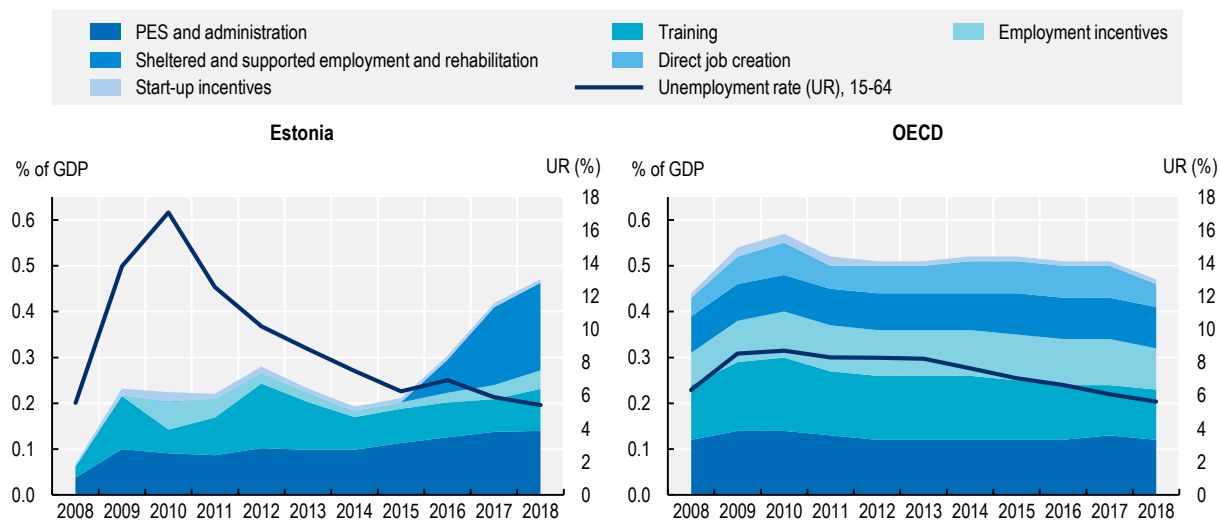 PES and administration
Training
Employment incentives
Sheltered and supported employment and rehabilitation
Direct job creation
Start-up incentives
Unemployment rate (UR), 15-64
Estonia
% of GDP
UR (%)
18
0.6
16
0.5
14
12
0.4
10
0.3
8
0.2
6
4
0.1
2
0.0
0
2008 2009 2010 2011 2012 2013 2014 2015 2016 2017 2018
OECD
% of GDP
UR (%)
18
0.6
16
0.5
14
12
0.4
10
0.3
8
0.2
6
4
0.1
2
0.0
0
2008 2009 2010 2011 2012 2013 2014 2015 2016 2017 2018